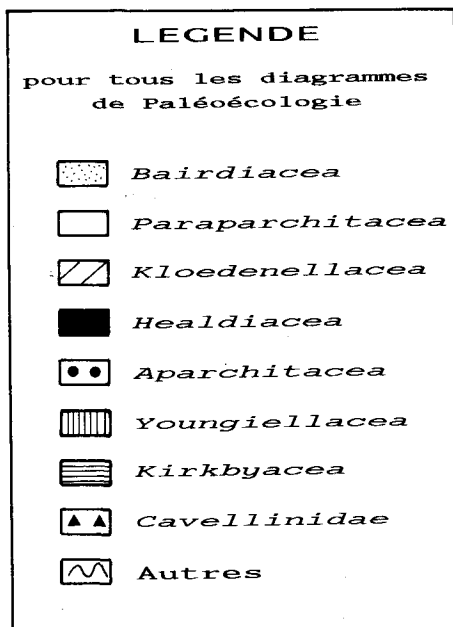 LEGENDE
pour tous les diagrammes
de Paléoécologie
Bairdiacea
Paraparchitacea
Kloedenellacea
Healdiacea
Aparchitacea
Youngiellacea
Kirkbyacea
Cavellinidae
Autres